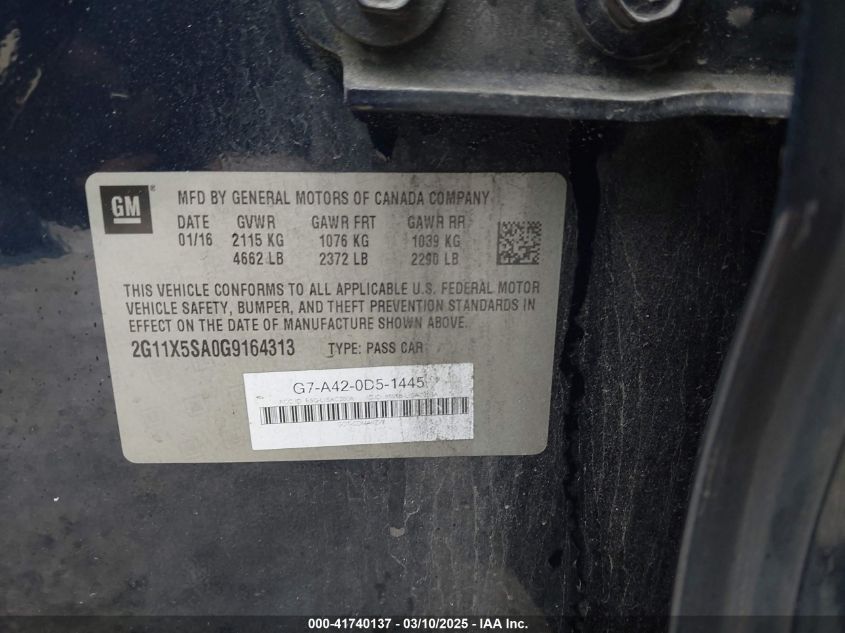 GM
MFD BY GENERAL MOTORS OF CANADA COMPANY
DATE GVWR GAWR FRT GAWR RR
01/16 2115 KG 1076 KG 1039 KG
4662 LB 2372 LB 2290 LB
THIS VEHICLE CONFORMS TO ALL APPLICABLE U.S. FEDERAL MOTOR
VEHICLE SAFETY, BUMPER, AND THEFT PREVENTION STANDARDS IN
EFFECT ON THE DATE OF MANUFACTURE SHOWN ABOVE.
2G11X5SA0G9164313 TYPE: PASS CAR
G7-A42-0D5-1445
000-41740137 - 03/10/2025 - IAA Inc.